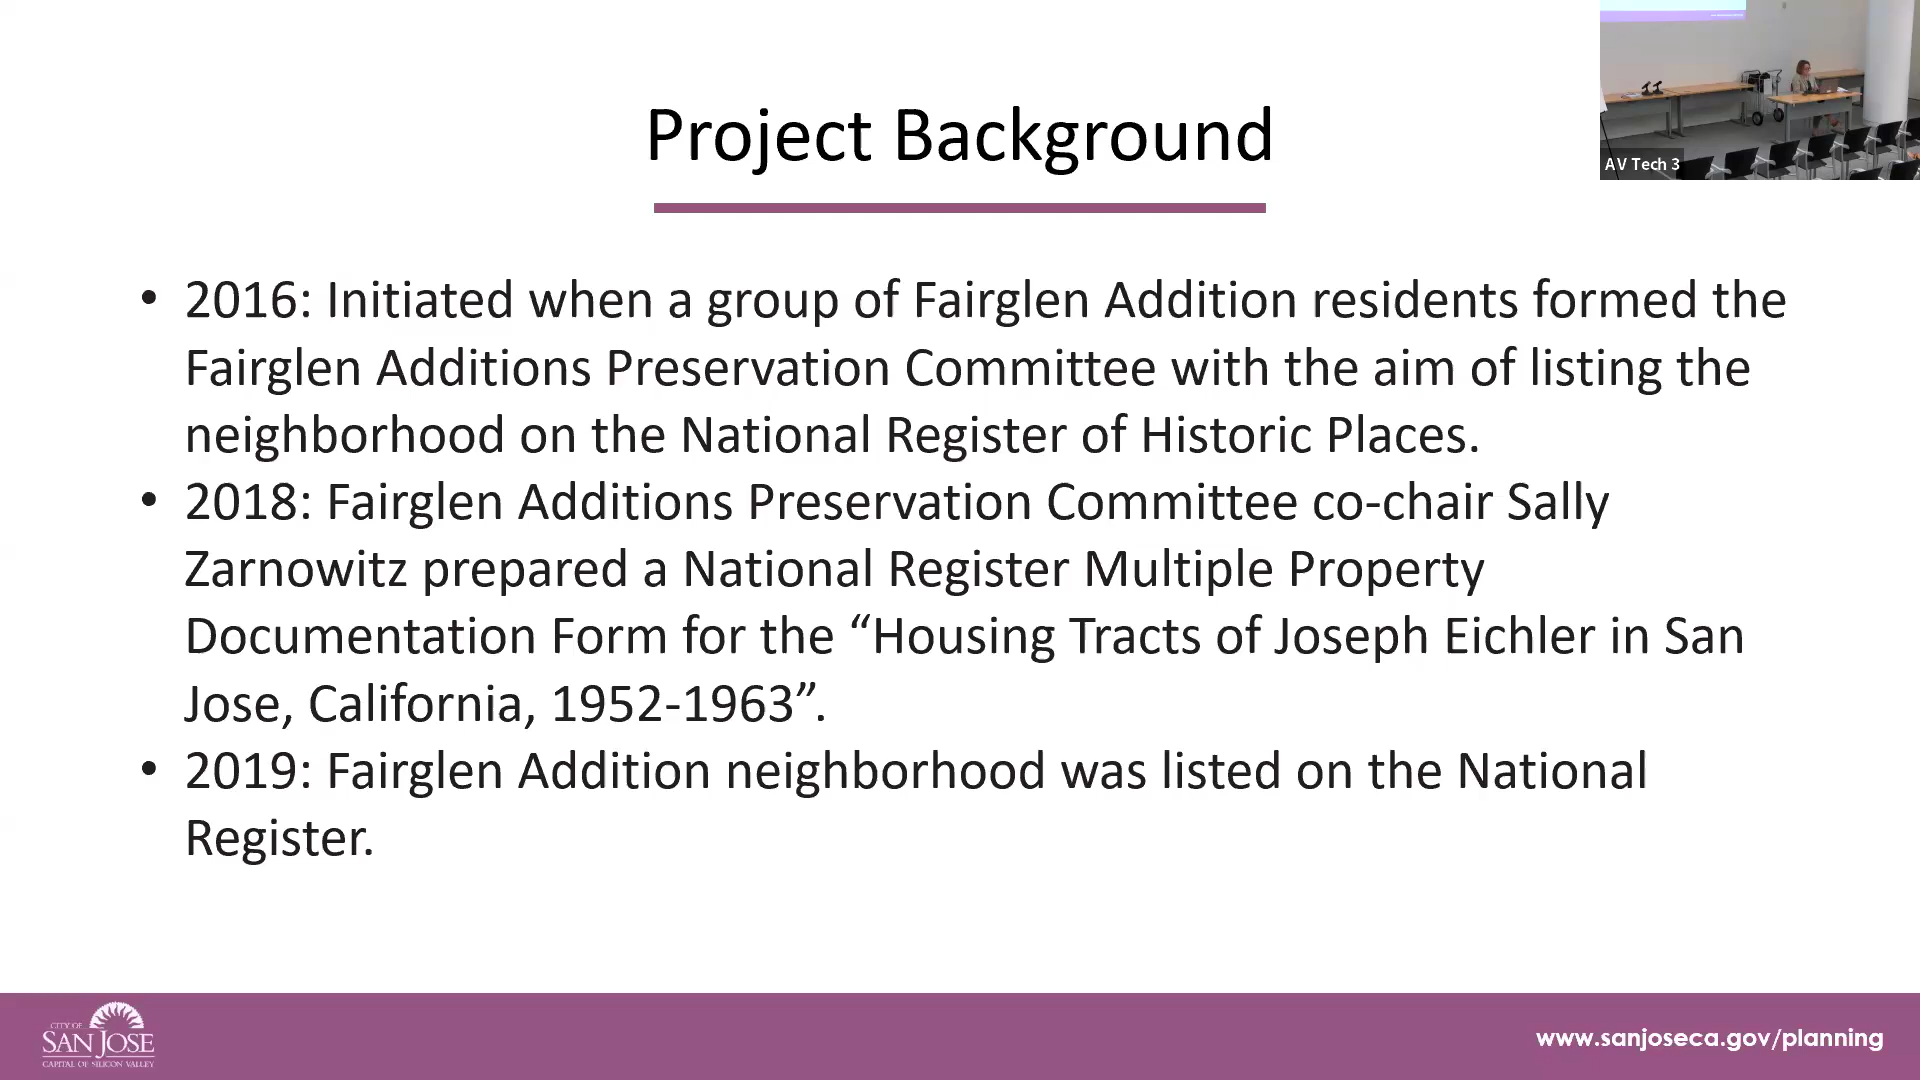 Project Background
AV Tech 3
• 2016: Initiated when a group of Fairglen Addition residents formed the
Fairglen Additions Preservation Committee with the aim of listing the
neighborhood on the National Register of Historic Places.
• 2018: Fairglen Additions Preservation Committee co-chair Sally
Zarnowitz prepared a National Register Multiple Property
Documentation Form for the “Housing Tracts of Joseph Eichler in San
Jose, California, 1952-1963”.
• 2019: Fairglen Addition neighborhood was listed on the National
Register.
CITY OF
SAN JOSE
CAPITAL OF SILICON VALLEY
www.sanjoseca.gov/planning